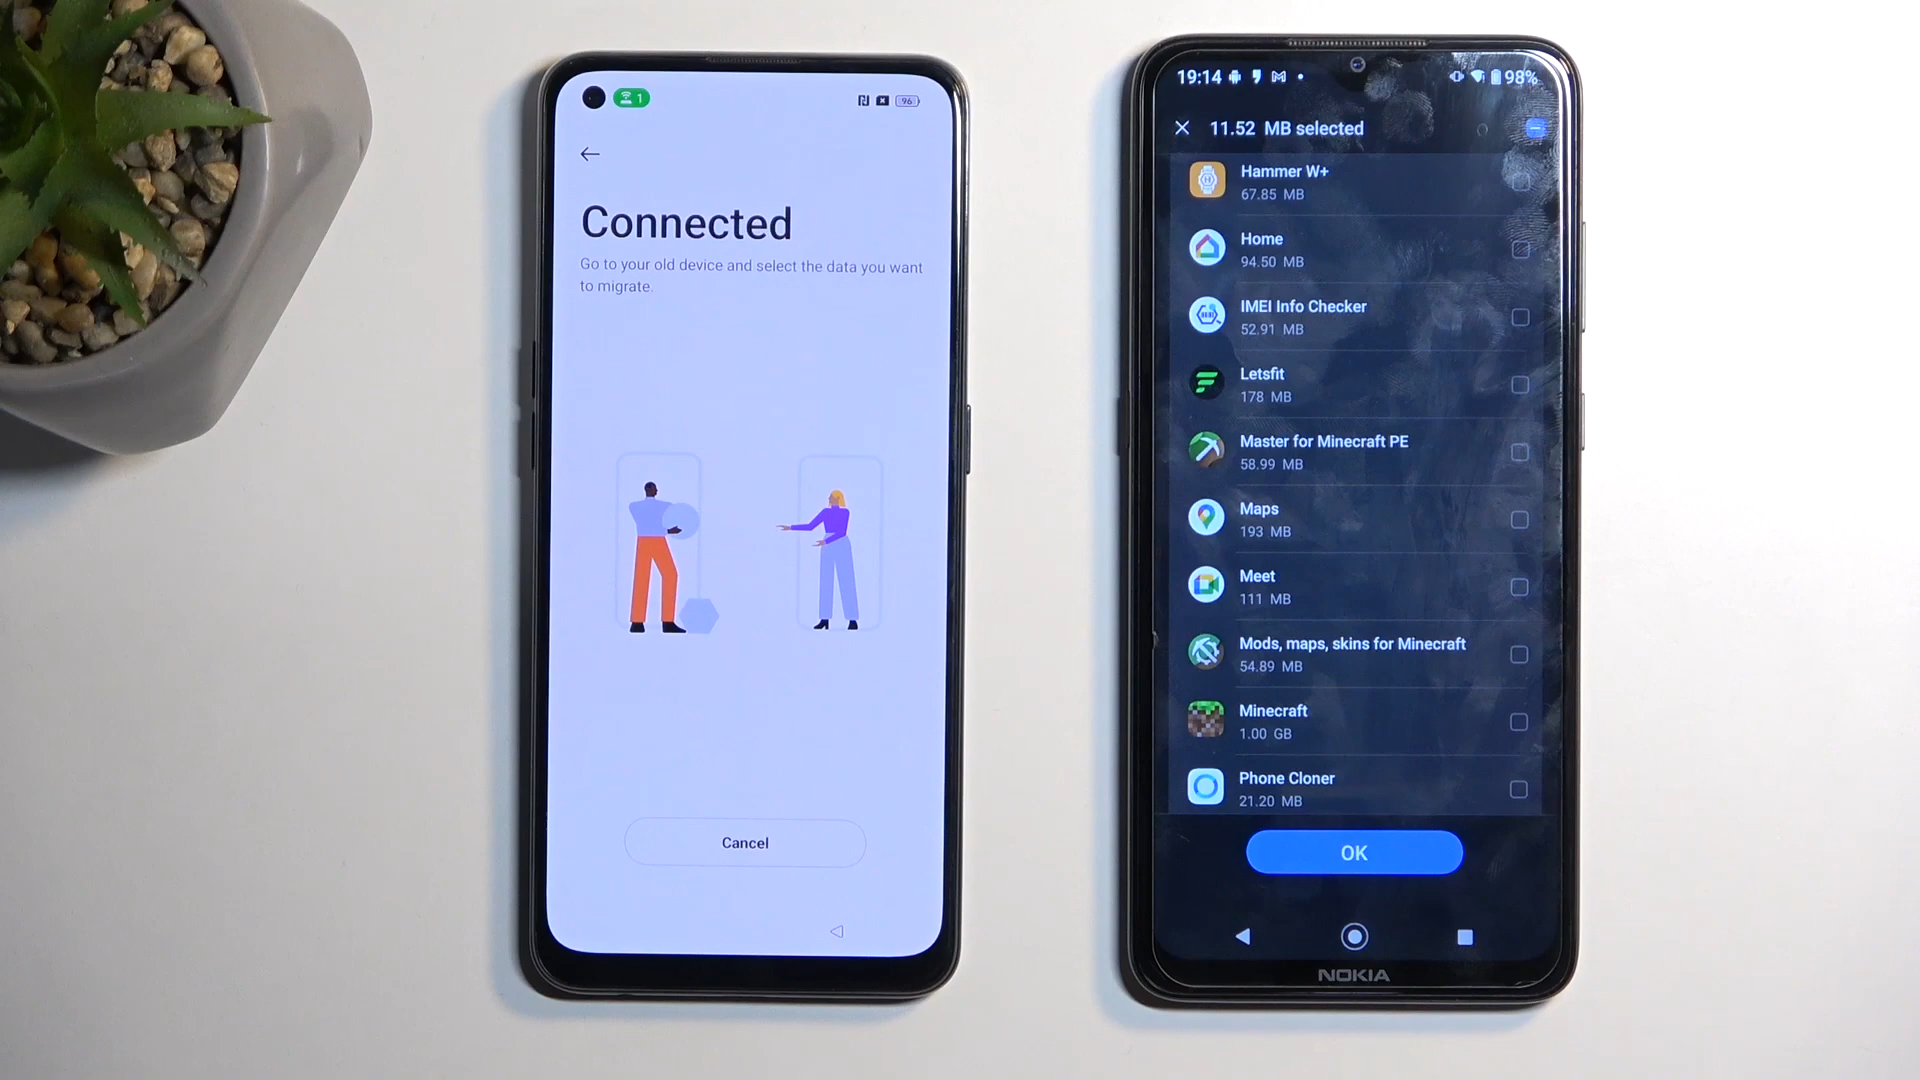 1
96
Connected
Go to your old device and select the data you want
to migrate.
Cancel
19:14
98%
11.52 MB selected
Hammer W+
67.85 MB
Home
94.50 MB
IMEI Info Checker
52.91 MB
Letsfit
178 MB
Master for Minecraft PE
58.99 MB
Maps
193 MB
Meet
111 MB
Mods, maps, skins for Minecraft
54.89 MB
Minecraft
1.00 GB
Phone Cloner
21.20 MB
OK
NOKIA